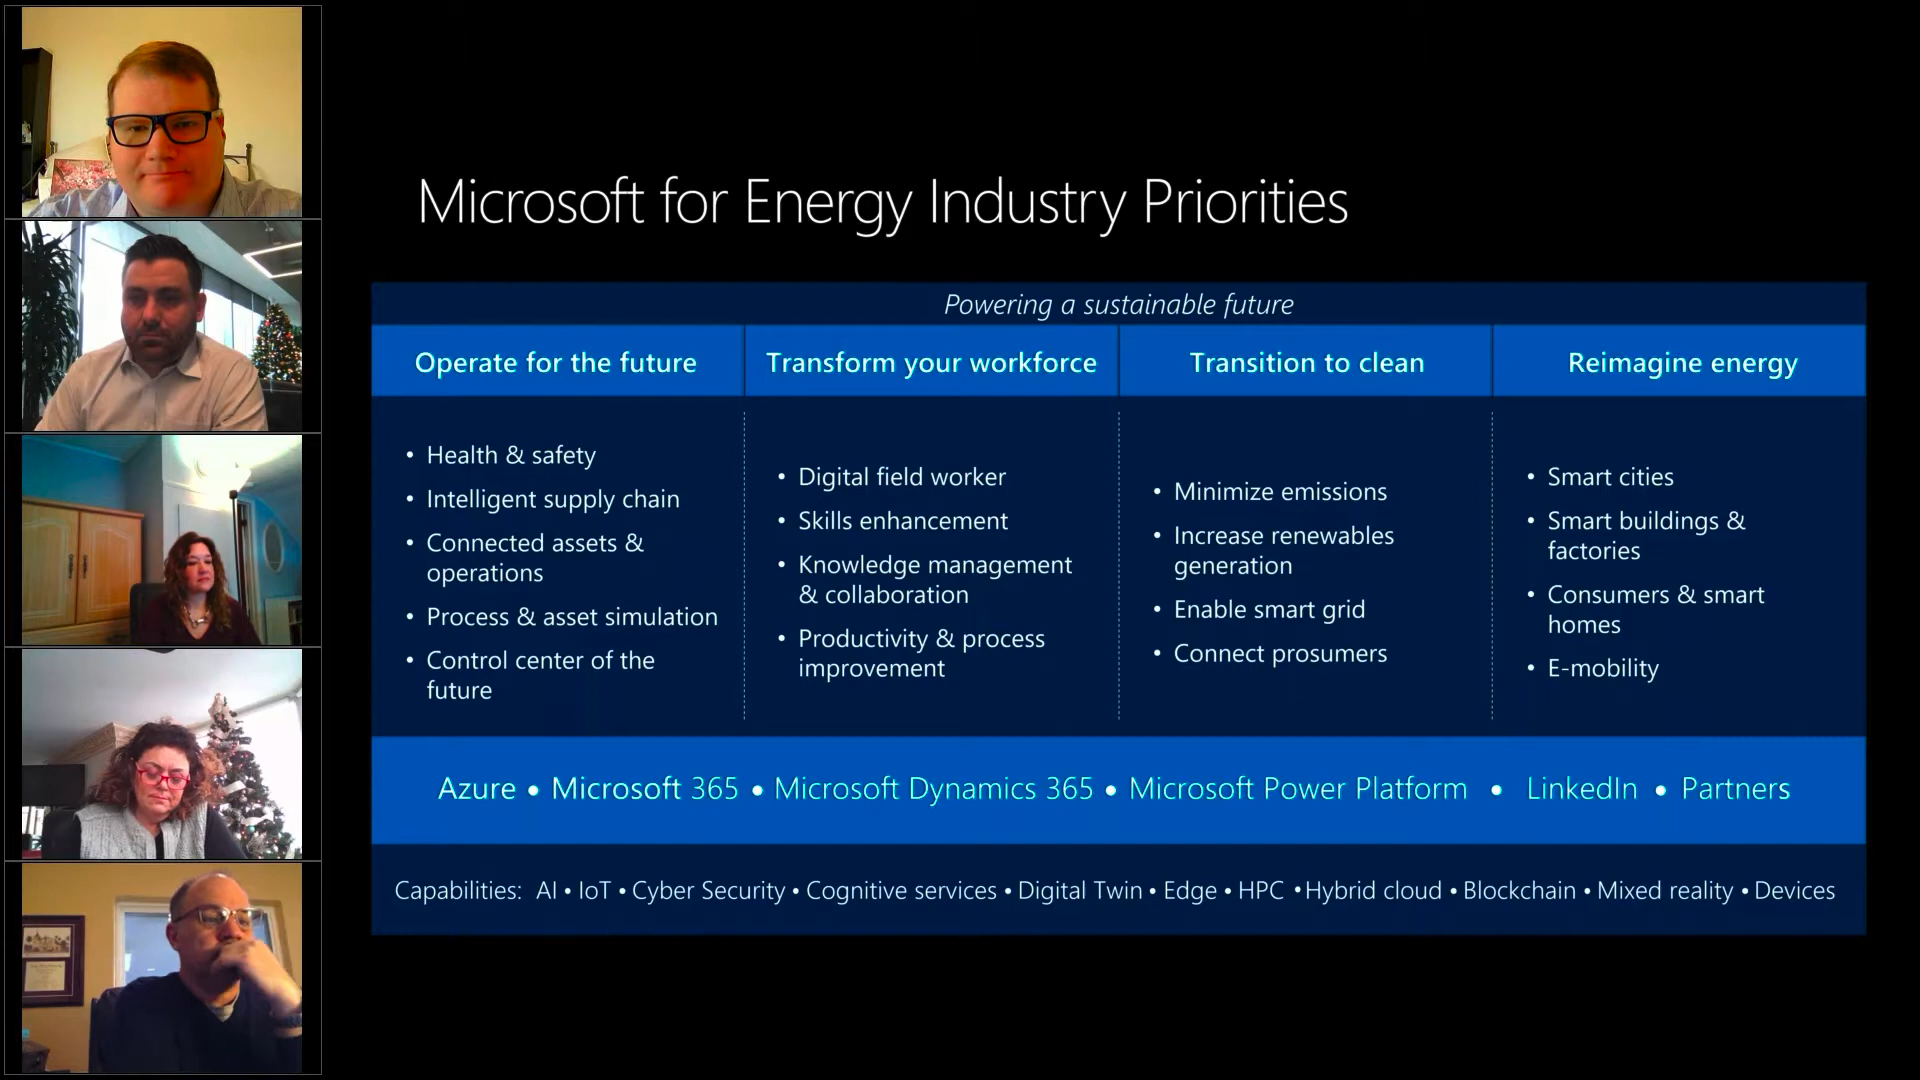 Microsoft for Energy Industry Priorities
Powering a sustainable future
Operate for the future
• Health & safety
• Intelligent supply chain
• Connected assets &
operations
• Process & asset simulation
• Control center of the
future
Transform your workforce
• Digital field worker
• Skills enhancement
• Knowledge management
& collaboration
• Productivity & process
improvement
Transition to clean
• Minimize emissions
• Increase renewables
generation
• Enable smart grid
• Connect prosumers
Reimagine energy
• Smart cities
• Smart buildings &
factories
• Consumers & smart
homes
• E-mobility
Azure • Microsoft 365 • Microsoft Dynamics 365 • Microsoft Power Platform • LinkedIn • Partners
Capabilities: AI • IoT • Cyber Security • Cognitive services • Digital Twin • Edge • HPC • Hybrid cloud • Blockchain • Mixed reality • Devices